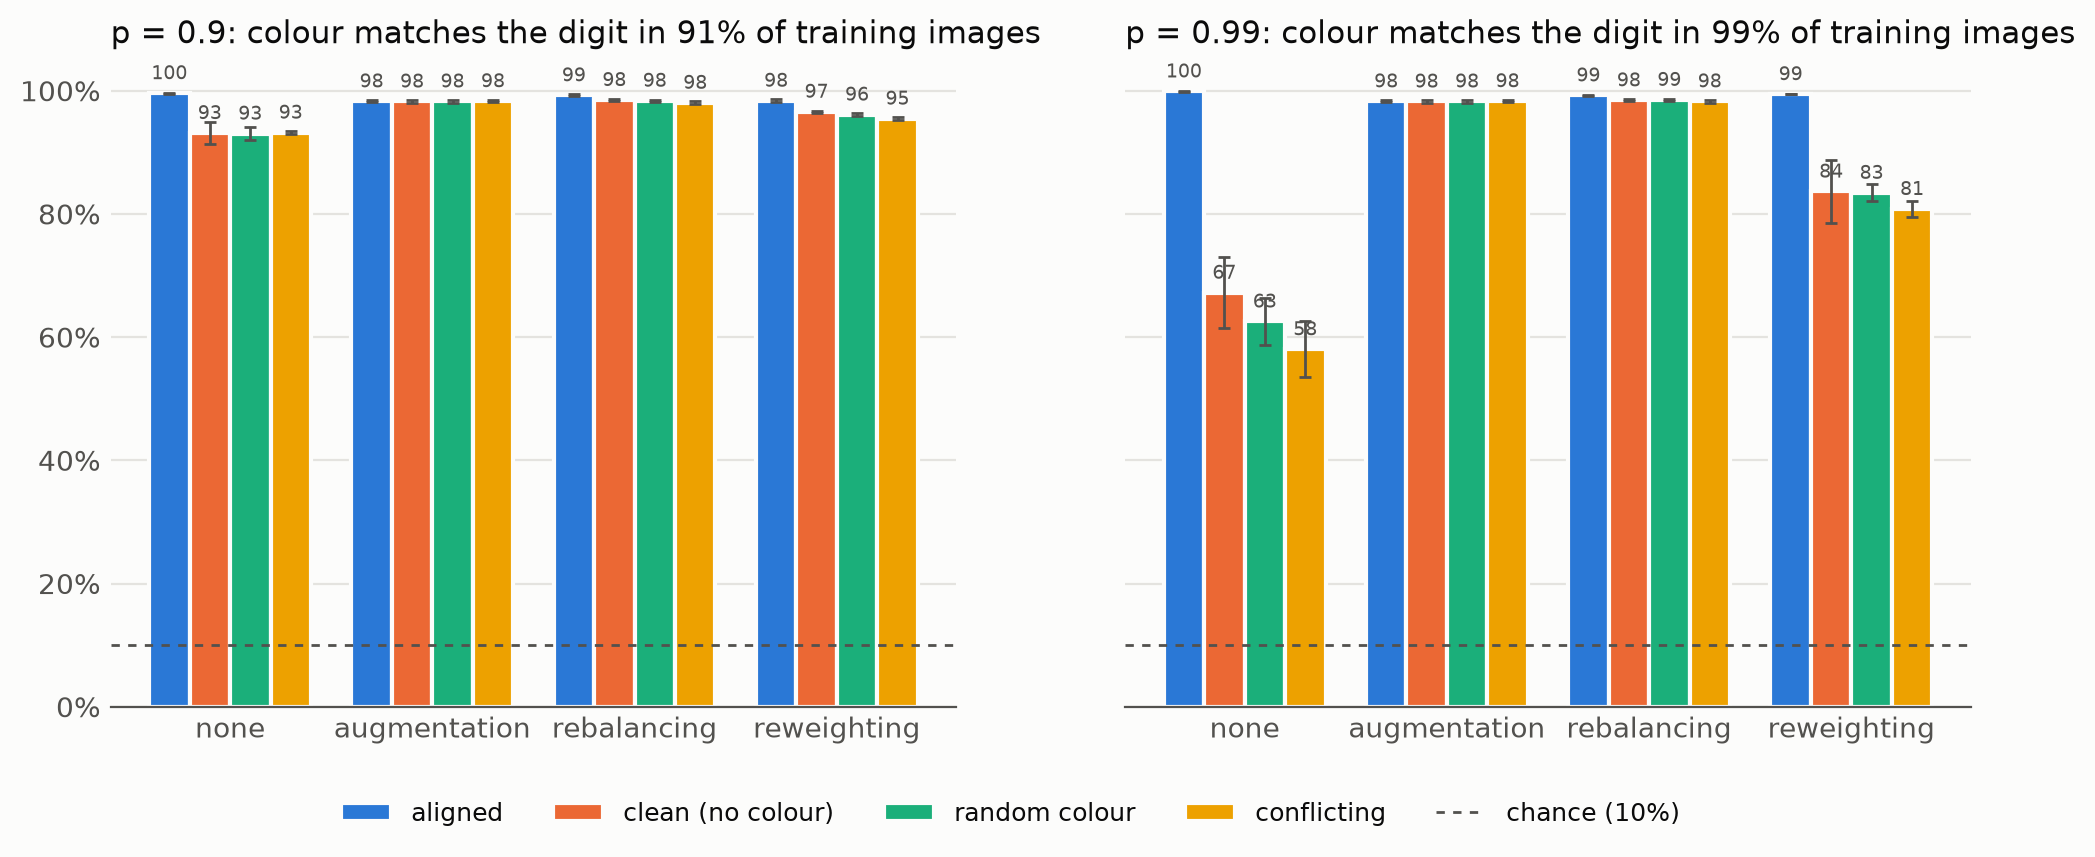 p = 0.9: colour matches the digit in 91% of training images
p = 0.99: colour matches the digit in 99% of training images
100 93 93 93 98 98 98 98 99 98 98 98 98 97 96 95
100 67 63 58 98 98 98 98 99 98 99 98 99 84 83 81
100%
80%
60%
40%
20%
0%
none augmentation rebalancing reweighting
none augmentation rebalancing reweighting
aligned clean (no colour) random colour conflicting chance (10%)